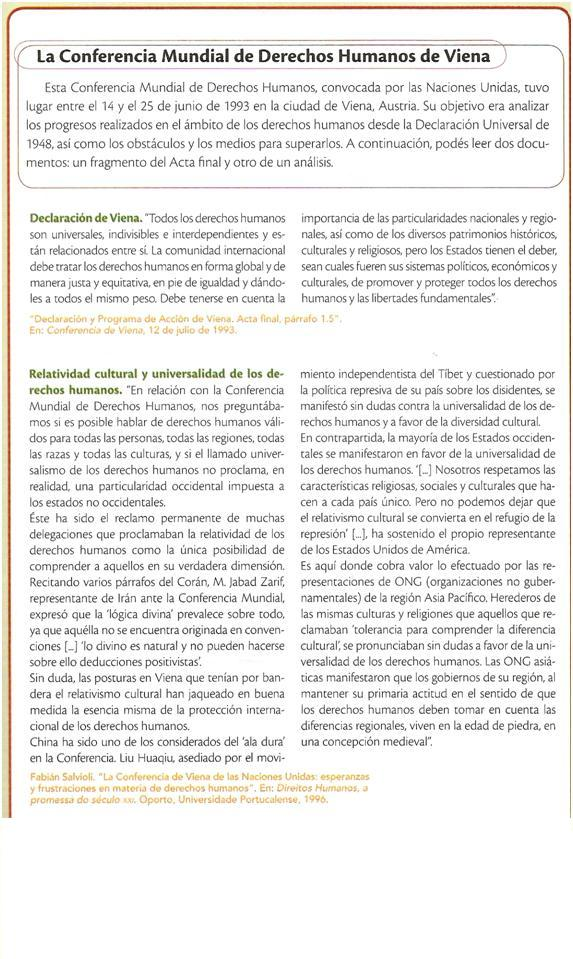 La Conferencia Mundial de Derechos Humanos de Viena
Esta Conferencia Mundial de Derechos Humanos, convocada por las Naciones Unidas, tuvo
lugar entre el 14 y el 25 de junio de 1993 en la ciudad de Viena, Austria. Su objetivo era analizar
los progresos realizados en el ámbito de los derechos humanos desde la Declaración Universal de
1948, así como los obstáculos y los medios para superarlos. A continuación, podés leer dos docu-
mentos: un fragmento del Acta final y otro de un análisis.
Declaración de Viena. "Todos los derechos humanos
son universales, indivisibles e interdependientes y es-
tán relacionados entre sí. La comunidad internacional
debe tratar los derechos humanos en forma global y de
manera justa y equitativa, en pie de igualdad y dándo-
les a todos el mismo peso. Debe tenerse en cuenta la
importancia de las particularidades nacionales y regio-
nales, así como de los diversos patrimonios históricos,
culturales y religiosos, pero los Estados tienen el deber,
sean cuales fueren sus sistemas políticos, económicos y
culturales, de promover y proteger todos los derechos
humanos y las libertades fundamentales".
"Declaración y Programa de Acción de Viena. Acta final, párrafo 1.5".
En: Conferencia de Viena, 12 de julio de 1993.
Relatividad cultural y universalidad de los de-
rechos humanos. "En relación con la Conferencia
Mundial de Derechos Humanos, nos preguntába-
mos si es posible hablar de derechos humanos váli-
dos para todas las personas, todas las regiones, todas
las razas y todas las culturas, y si el llamado univer-
salismo de los derechos humanos no proclama, en
realidad, una particularidad occidental impuesta a
los estados no occidentales.
Éste ha sido el reclamo permanente de muchas
delegaciones que proclamaban la relatividad de los
derechos humanos como la única posibilidad de
comprender a aquellos en su verdadera dimensión.
Recitando varios párrafos del Corán, M. Jabad Zarif,
representante de Irán ante la Conferencia Mundial,
expresó que la 'lógica divina' prevalece sobre todo,
ya que aquélla no se encuentra originada en conven-
ciones [...] 'lo divino es natural y no pueden hacerse
sobre ello deducciones positivistas'.
Sin duda, las posturas en Viena que tenían por ban-
dera el relativismo cultural han jaqueado en buena
medida la esencia misma de la protección interna-
cional de los derechos humanos.
China ha sido uno de los considerados del 'ala dura'
en la Conferencia. Liu Huaqiu, asediado por el movi-
miento independentista del Tíbet y cuestionado por
la política represiva de su país sobre los disidentes, se
manifestó sin dudas contra la universalidad de los de-
rechos humanos y a favor de la diversidad cultural.
En contrapartida, la mayoría de los Estados occiden-
tales se manifestaron en favor de la universalidad de
los derechos humanos. '[...] Nosotros respetamos las
características religiosas, sociales y culturales que ha-
cen a cada país único. Pero no podemos dejar que
el relativismo cultural se convierta en el refugio de la
represión' [...], ha sostenido el propio representante
de los Estados Unidos de América.
Es aquí donde cobra valor lo efectuado por las re-
presentaciones de ONG (organizaciones no guber-
namentales) de la región Asia Pacífico. Herederos de
las mismas culturas y religiones que aquellos que re-
clamaban 'tolerancia para comprender la diferencia
cultural', se pronunciaban sin dudas a favor de la uni-
versalidad de los derechos humanos. Las ONG asiá-
ticas manifestaron que los gobiernos de su región, al
mantener su primaria actitud en el sentido de que
los derechos humanos deben tomar en cuenta las
diferencias regionales, viven en la edad de piedra, en
una concepción medieval".
Fabián Salvioli. "La Conferencia de Viena de las Naciones Unidas: esperanzas
y frustraciones en materia de derechos humanos". En: Direitos Humanos, a
promessa do século XXI. Oporto, Universidade Portucalense, 1996.